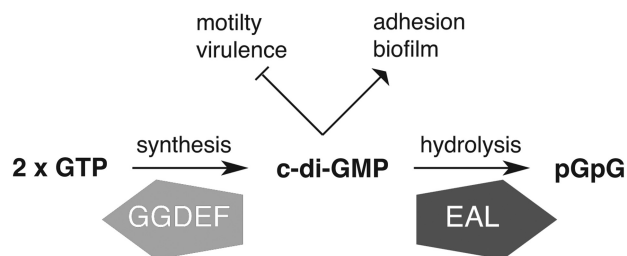 motilty
virulence
adhesion
biofilm
synthesis
hydrolysis
2 x GTP
c-di-GMP
pGpG
GGDEF
EAL